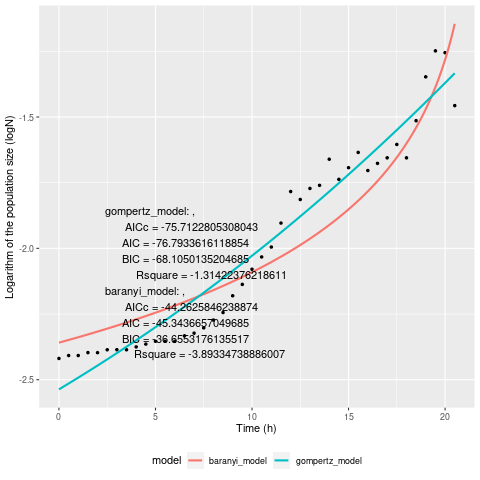 -1.5
-2.0
-2.5
Logarithm of the population size (logN)
gompertz_model: ,
AICc = -75.7122805308043
AIC = -76.7933616118854
BIC = -68.1050135204685
Rsquare = -1.31422376218611
baranyi_model: ,
AICc = -44.2625846238874
AIC = -45.3436657049685
BIC = -36.6553176135517
Rsquare = -3.89334738886007
0 5 10 15 20
Time (h)
model baranyi_model gompertz_model